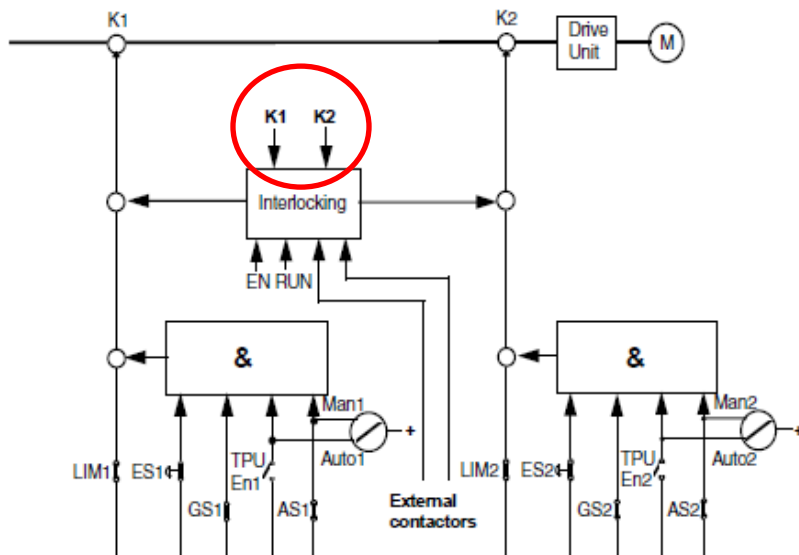 K1
K2
Drive
Unit
M
K1
K2
Interlocking
EN
RUN
&
&
Man1
+
Auto1
Man2
+
Auto2
LIM1
ES1
TPU
En1
GS1
AS1
External
contactors
LIM2
ES2
TPU
En2
GS2
AS2